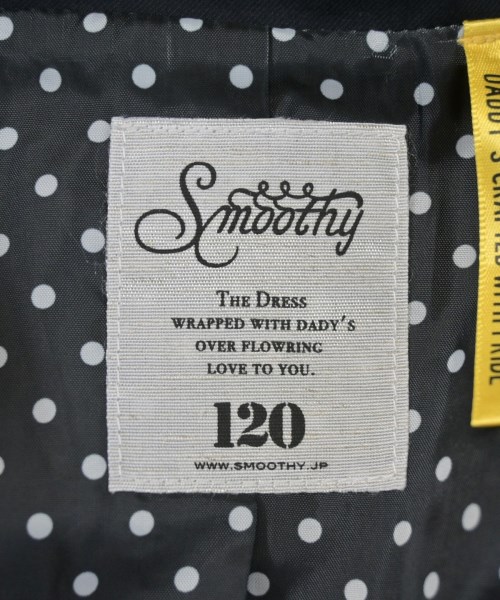 Smoothy
THE DRESS
WRAPPED WITH DADY'S
OVER FLOWRING
LOVE TO YOU.
120
WWW.SMOOTHY.JP